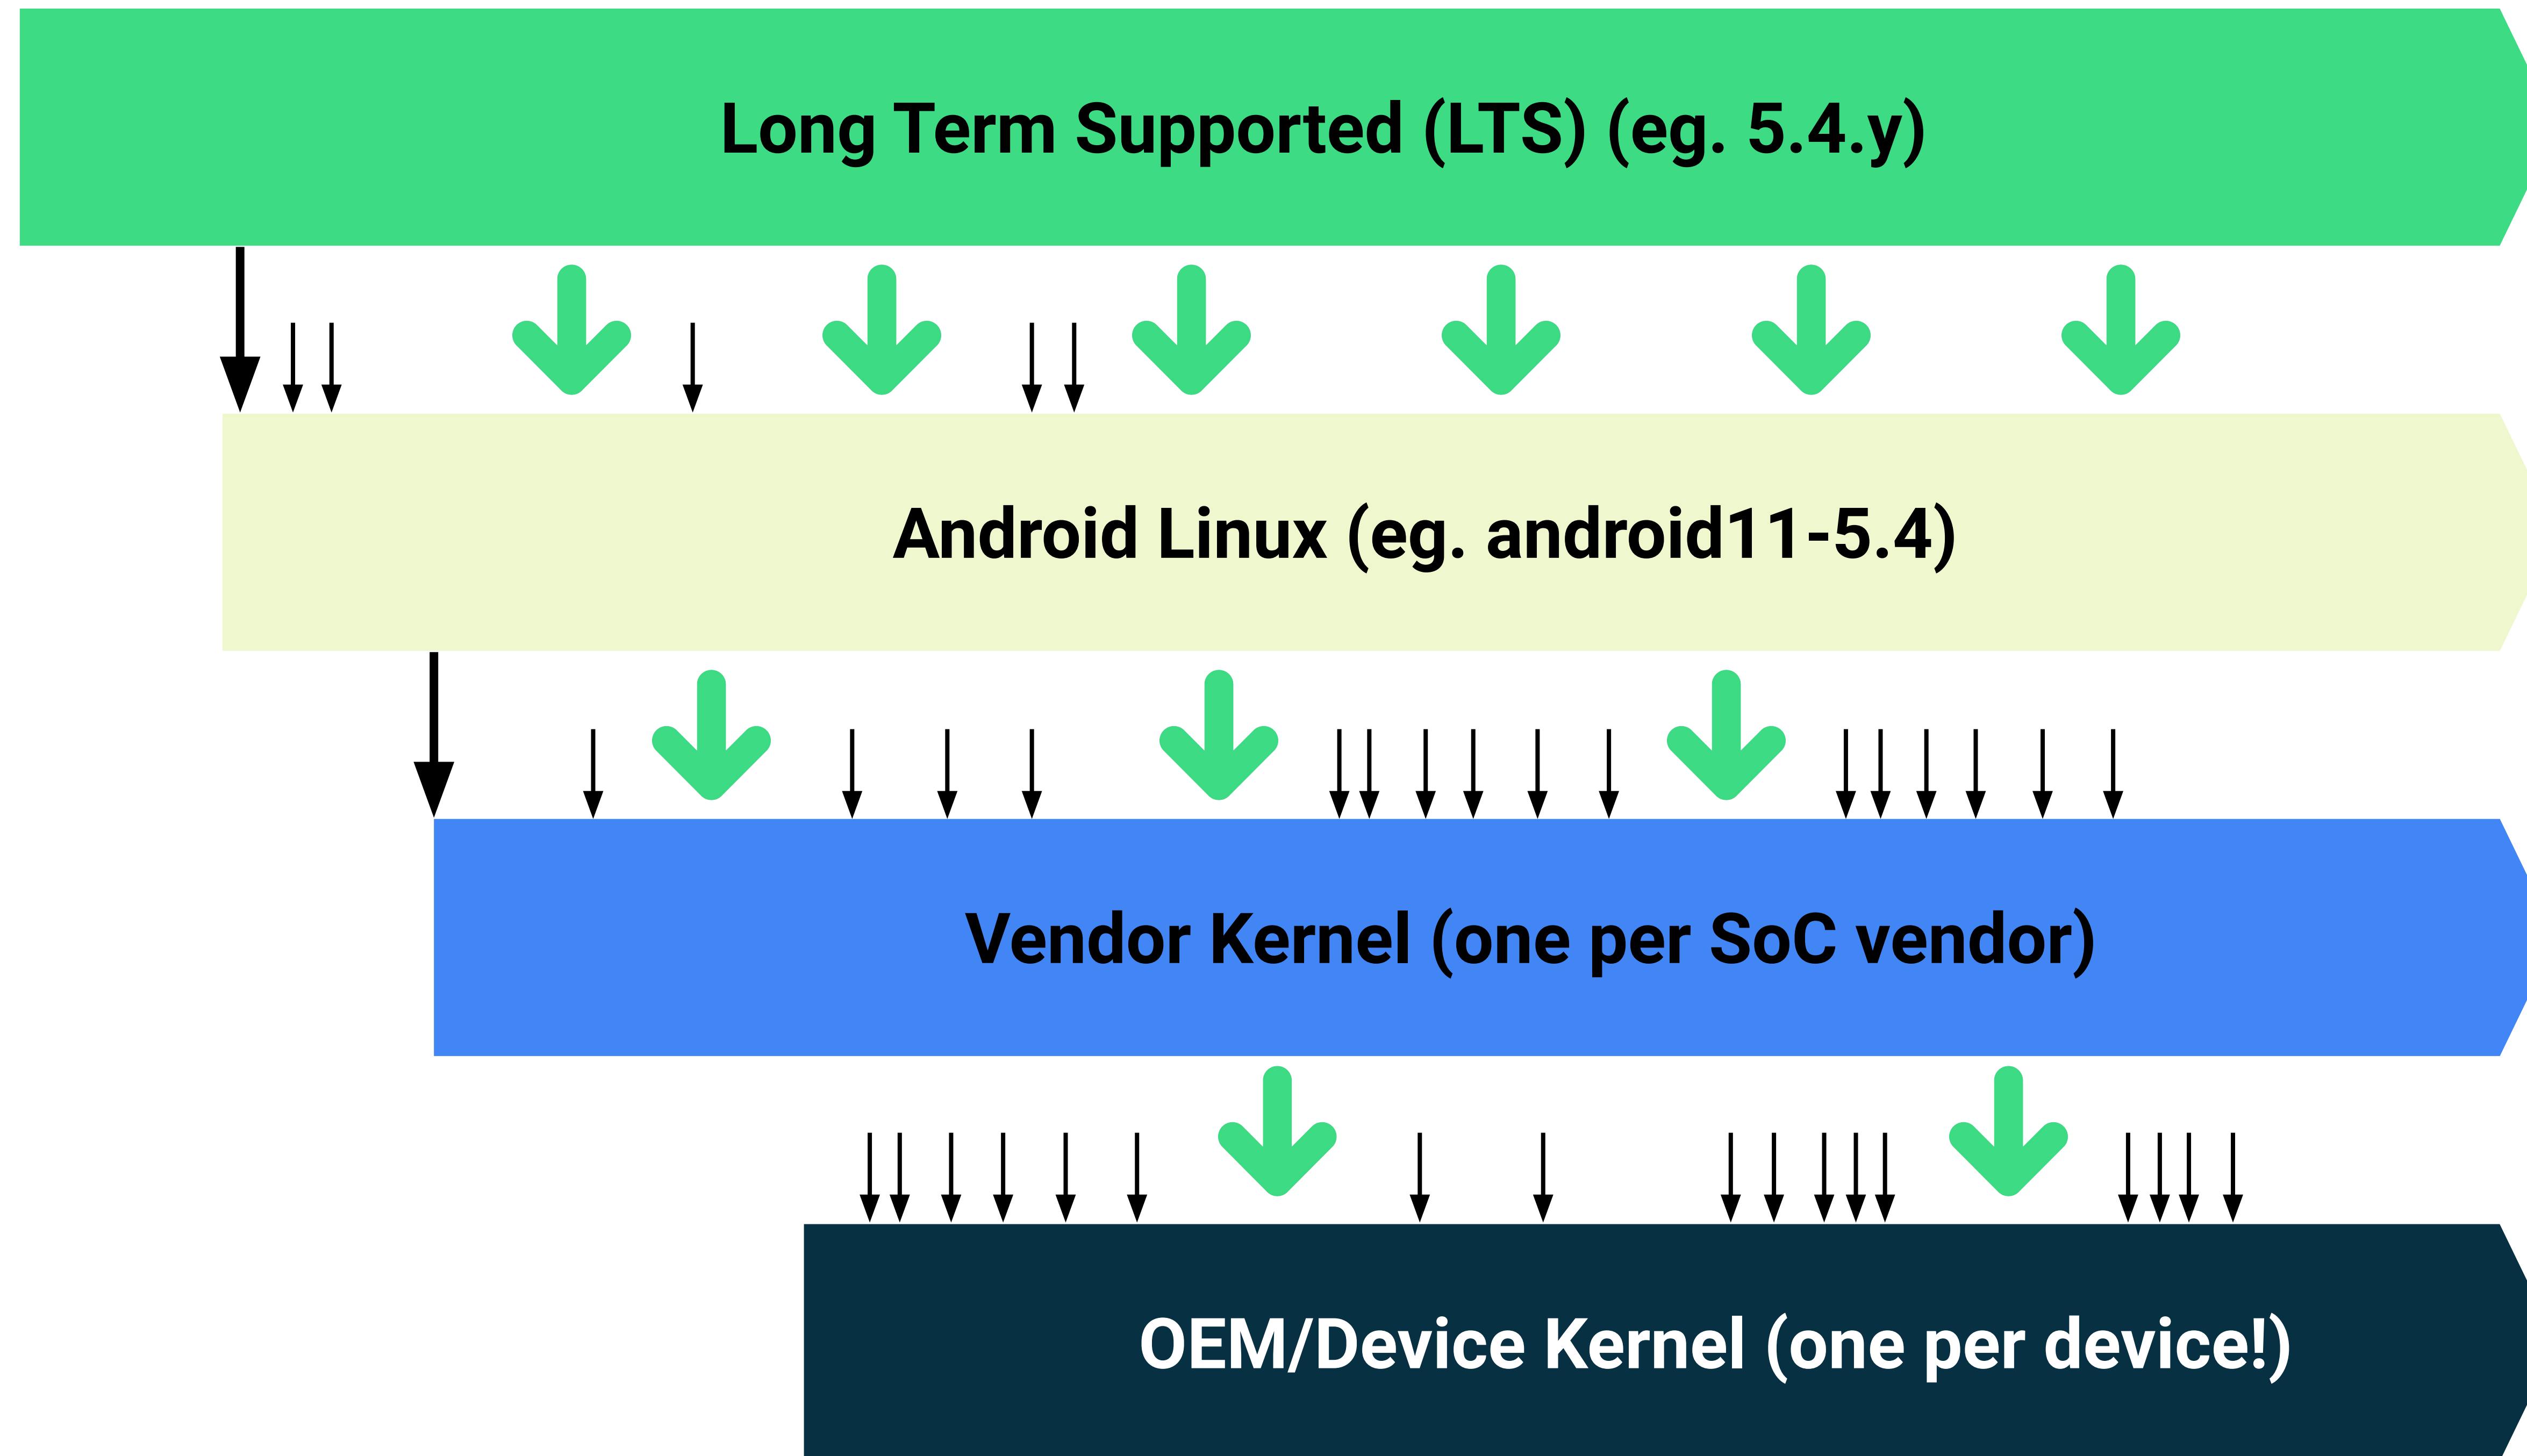 Long Term Supported (LTS) (eg. 5.4.y)
Android Linux (eg. android11-5.4)
Vendor Kernel (one per SoC vendor)
OEM/Device Kernel (one per device!)